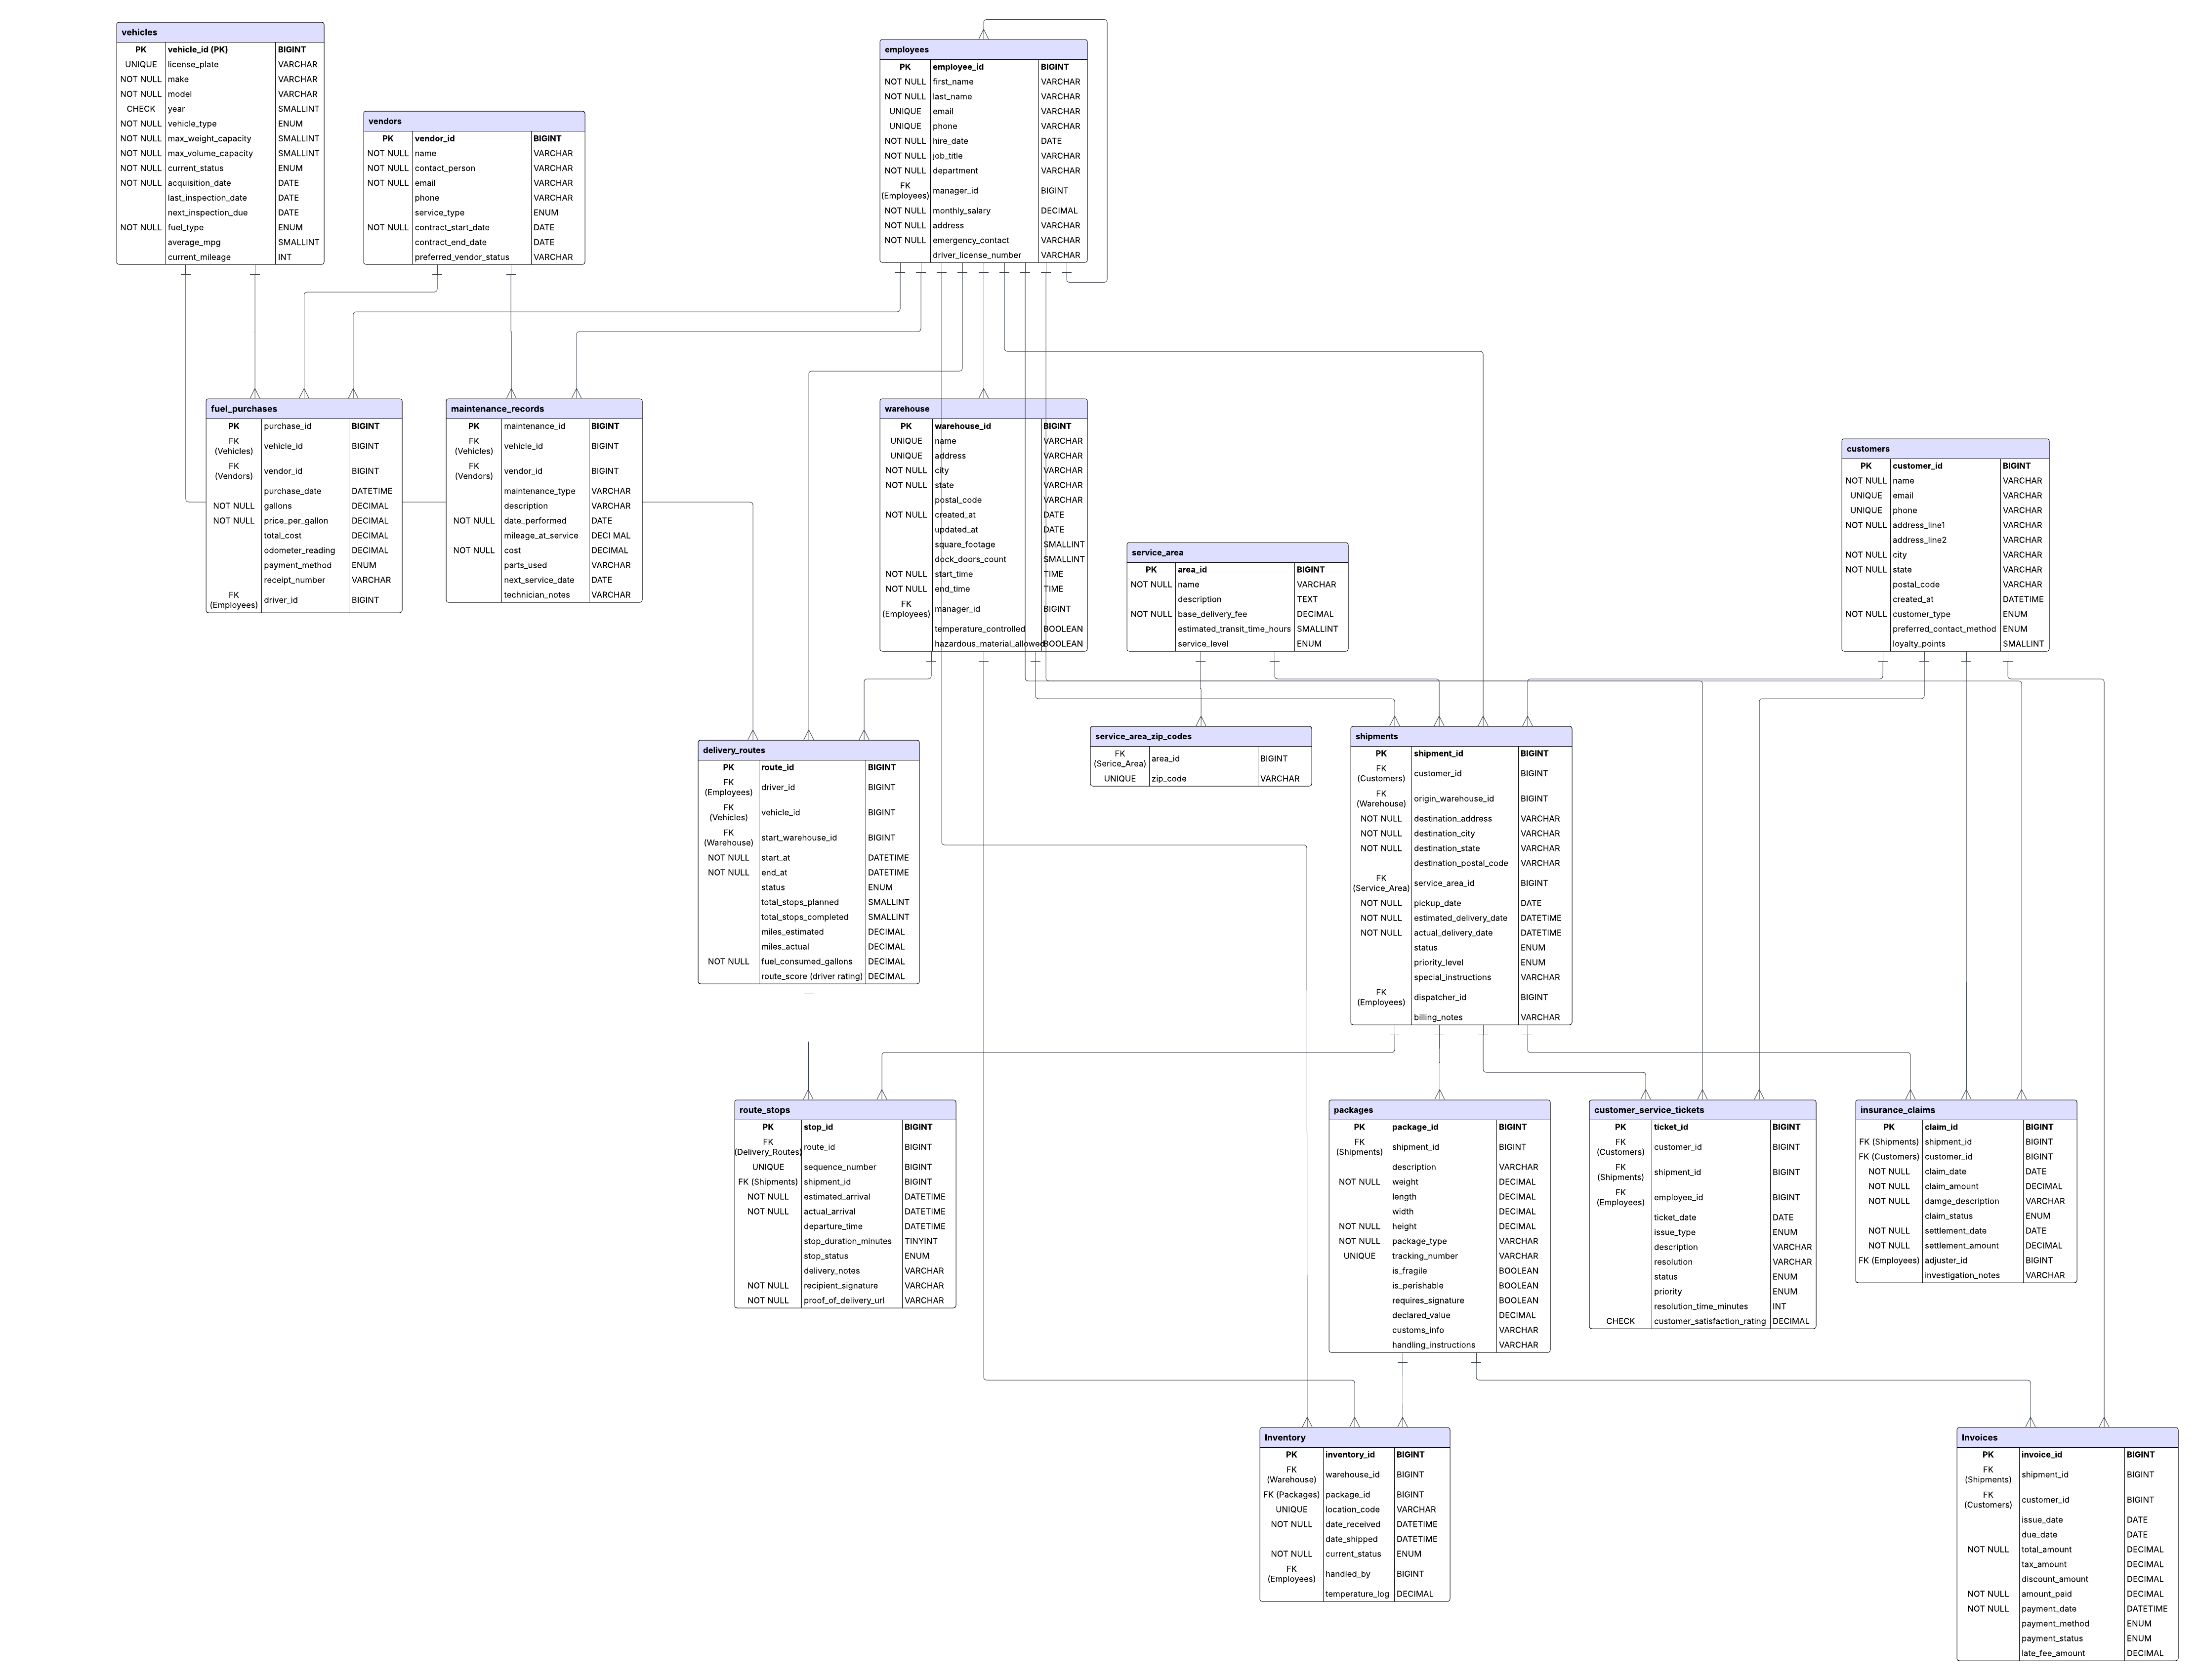 vehicles
PK vehicle_id (PK) BIGINT
UNIQUE license_plate VARCHAR
NOT NULL make VARCHAR
NOT NULL model VARCHAR
CHECK year SMALLINT
NOT NULL vehicle_type ENUM
NOT NULL max_weight_capacity SMALLINT
NOT NULL max_volume_capacity SMALLINT
NOT NULL current_status ENUM
NOT NULL acquisition_date DATE
last_inspection_date DATE
next_inspection_due DATE
NOT NULL fuel_type ENUM
average_mpg SMALLINT
current_mileage INT
vendors
PK vendor_id BIGINT
NOT NULL name VARCHAR
NOT NULL contact_person VARCHAR
NOT NULL email VARCHAR
phone VARCHAR
service_type ENUM
NOT NULL contract_start_date DATE
contract_end_date DATE
preferred_vendor_status VARCHAR
employees
PK employee_id BIGINT
NOT NULL first_name VARCHAR
NOT NULL last_name VARCHAR
UNIQUE email VARCHAR
UNIQUE phone VARCHAR
NOT NULL hire_date DATE
NOT NULL job_title VARCHAR
NOT NULL department VARCHAR
FK
(Employees) manager_id BIGINT
NOT NULL monthly_salary DECIMAL
NOT NULL address VARCHAR
NOT NULL emergency_contact VARCHAR
driver_license_number VARCHAR
fuel_purchases
PK purchase_id BIGINT
FK
(Vehicles) vehicle_id BIGINT
FK
(Vendors) vendor_id BIGINT
purchase_date DATETIME
NOT NULL gallons DECIMAL
NOT NULL price_per_gallon DECIMAL
total_cost DECIMAL
odometer_reading DECIMAL
payment_method ENUM
receipt_number VARCHAR
FK
(Employees) driver_id BIGINT
maintenance_records
PK maintenance_id BIGINT
FK
(Vehicles) vehicle_id BIGINT
FK
(Vendors) vendor_id BIGINT
maintenance_type VARCHAR
description VARCHAR
NOT NULL date_performed DATE
mileage_at_service DECI MAL
NOT NULL cost DECIMAL
parts_used VARCHAR
next_service_date DATE
technician_notes VARCHAR
warehouse
PK warehouse_id BIGINT
UNIQUE name VARCHAR
UNIQUE address VARCHAR
NOT NULL city VARCHAR
NOT NULL state VARCHAR
postal_code VARCHAR
NOT NULL created_at DATE
updated_at DATE
square_footage SMALLINT
dock_doors_count SMALLINT
NOT NULL start_time TIME
NOT NULL end_time TIME
FK
(Employees) manager_id BIGINT
temperature_controlled BOOLEAN
hazardous_material_allowed BOOLEAN
service_area
PK area_id BIGINT
NOT NULL name VARCHAR
description TEXT
NOT NULL base_delivery_fee DECIMAL
estimated_transit_time_hours SMALLINT
service_level ENUM
customers
PK customer_id BIGINT
NOT NULL name VARCHAR
UNIQUE email VARCHAR
UNIQUE phone VARCHAR
NOT NULL address_line1 VARCHAR
address_line2 VARCHAR
NOT NULL city VARCHAR
NOT NULL state VARCHAR
postal_code VARCHAR
created_at DATETIME
NOT NULL customer_type ENUM
preferred_contact_method ENUM
loyalty_points SMALLINT
delivery_routes
PK route_id BIGINT
FK
(Employees) driver_id BIGINT
FK
(Vehicles) vehicle_id BIGINT
FK
(Warehouse) start_warehouse_id BIGINT
NOT NULL start_at DATETIME
NOT NULL end_at DATETIME
status ENUM
total_stops_planned SMALLINT
total_stops_completed SMALLINT
miles_estimated DECIMAL
miles_actual DECIMAL
NOT NULL fuel_consumed_gallons DECIMAL
route_score (driver rating) DECIMAL
service_area_zip_codes
FK
(Serice_Area) area_id BIGINT
UNIQUE zip_code VARCHAR
shipments
PK shipment_id BIGINT
FK
(Customers) customer_id BIGINT
FK
(Warehouse) origin_warehouse_id BIGINT
NOT NULL destination_address VARCHAR
NOT NULL destination_city VARCHAR
NOT NULL destination_state VARCHAR
destination_postal_code VARCHAR
FK
(Service_Area) service_area_id BIGINT
NOT NULL pickup_date DATE
NOT NULL estimated_delivery_date DATETIME
NOT NULL actual_delivery_date DATETIME
status ENUM
priority_level ENUM
special_instructions VARCHAR
FK
(Employees) dispatcher_id BIGINT
billing_notes VARCHAR
route_stops
PK stop_id BIGINT
FK
(Delivery_Routes) route_id BIGINT
UNIQUE sequence_number BIGINT
FK (Shipments) shipment_id BIGINT
NOT NULL estimated_arrival DATETIME
NOT NULL actual_arrival DATETIME
departure_time DATETIME
stop_duration_minutes TINYINT
stop_status ENUM
delivery_notes VARCHAR
NOT NULL recipient_signature VARCHAR
NOT NULL proof_of_delivery_url VARCHAR
packages
PK package_id BIGINT
FK
(Shipments) shipment_id BIGINT
description VARCHAR
NOT NULL weight DECIMAL
length DECIMAL
width DECIMAL
NOT NULL height DECIMAL
NOT NULL package_type VARCHAR
UNIQUE tracking_number VARCHAR
is_fragile BOOLEAN
is_perishable BOOLEAN
requires_signature BOOLEAN
declared_value DECIMAL
customs_info VARCHAR
handling_instructions VARCHAR
customer_service_tickets
PK ticket_id BIGINT
FK
(Customers) customer_id BIGINT
FK
(Shipments) shipment_id BIGINT
FK
(Employees) employee_id BIGINT
ticket_date DATE
issue_type ENUM
description VARCHAR
resolution VARCHAR
status ENUM
priority ENUM
resolution_time_minutes INT
CHECK customer_satisfaction_rating DECIMAL
insurance_claims
PK claim_id BIGINT
FK (Shipments) shipment_id BIGINT
FK (Customers) customer_id BIGINT
NOT NULL claim_date DATE
NOT NULL claim_amount DECIMAL
NOT NULL damge_description VARCHAR
claim_status ENUM
NOT NULL settlement_date DATE
NOT NULL settlement_amount DECIMAL
FK (Employees) adjuster_id BIGINT
investigation_notes VARCHAR
Inventory
PK inventory_id BIGINT
FK
(Warehouse) warehouse_id BIGINT
FK (Packages) package_id BIGINT
UNIQUE location_code VARCHAR
NOT NULL date_received DATETIME
date_shipped DATETIME
NOT NULL current_status ENUM
FK
(Employees) handled_by BIGINT
temperature_log DECIMAL
Invoices
PK invoice_id BIGINT
FK
(Shipments) shipment_id BIGINT
FK
(Customers) customer_id BIGINT
issue_date DATE
due_date DATE
NOT NULL total_amount DECIMAL
tax_amount DECIMAL
discount_amount DECIMAL
NOT NULL amount_paid DECIMAL
NOT NULL payment_date DATETIME
payment_method ENUM
payment_status ENUM
late_fee_amount DECIMAL